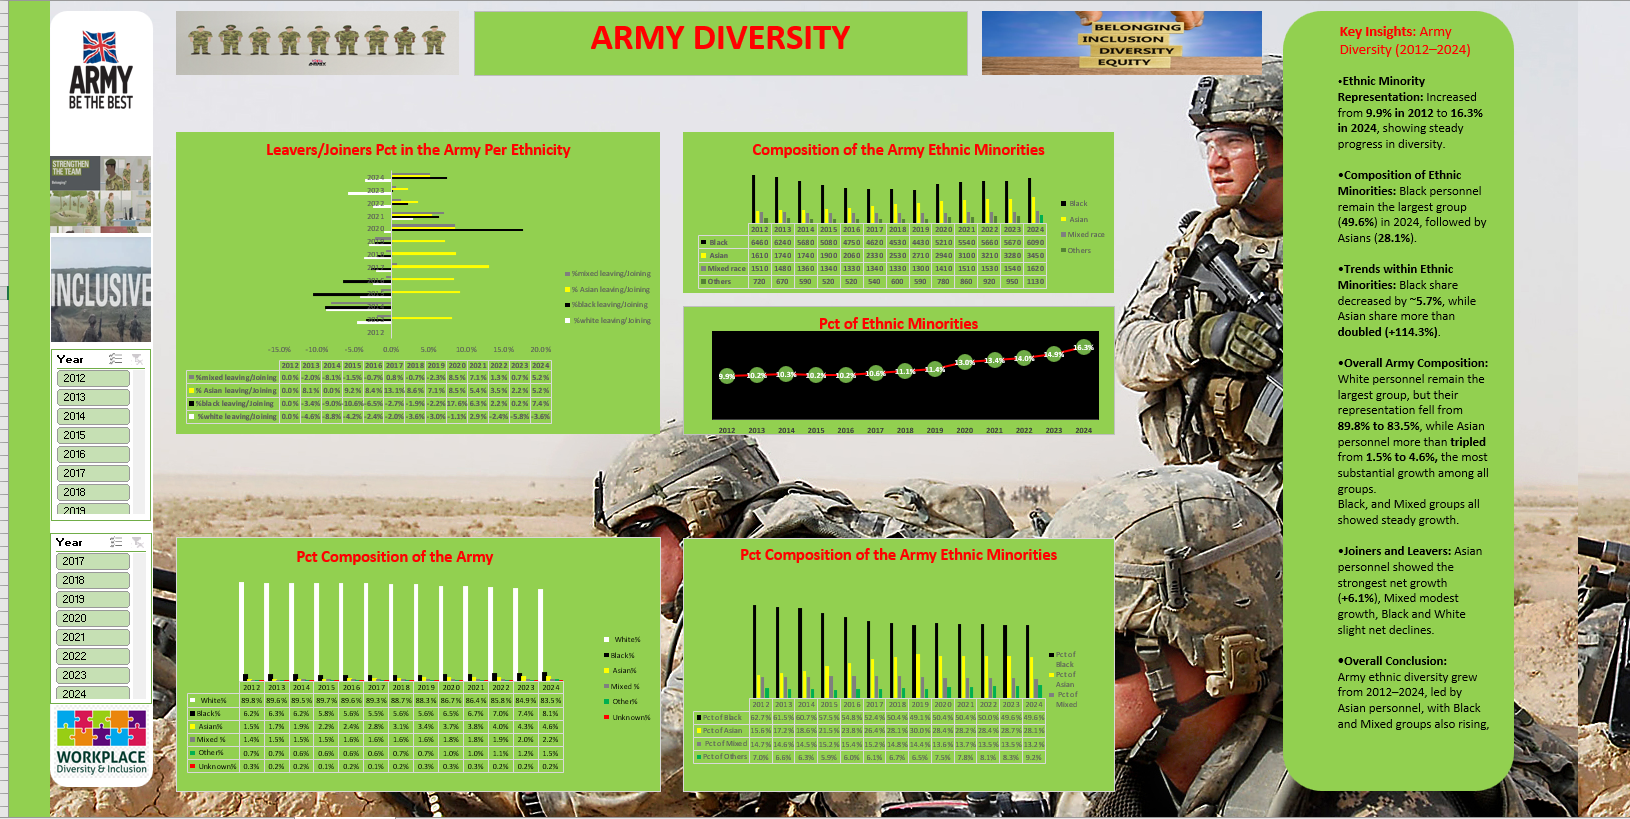 ARMY
BE THE BEST
STRENGTHEN
THE TEAM
INCLUSIVE
Year
2012
2013
2014
2015
2016
2017
2018
2019
Year
2017
2018
2019
2020
2021
2022
2023
2024
WORKPLACE
Diversity & Inclusion
ARMY
ARMY DIVERSITY
BELONGING
INCLUSION
DIVERSITY
EQUITY
Leavers/Joiners Pct in the Army Per Ethnicity
2024
2023
2022
2021
2020
2012
%mixed leaving/Joining
% Asian leaving/Joining
%black leaving/Joining
%white leaving/Joining
-15.0% -10.0% -5.0% 0.0% 5.0% 10.0% 15.0% 20.0%
2012 2013 2014 2015 2016 2017 2018 2019 2020 2021 2022 2023 2024
%mixed leaving/Joining 0.0% -2.0% -8.1% -1.5% -0.7% 0.8% -0.7% -2.3% 8.5% 7.1% 1.3% 0.7% 5.2%
% Asian leaving/Joining 0.0% 8.1% 0.0% 9.2% 8.4% 13.1% 8.6% 7.1% 8.5% 5.4% 3.5% 2.2% 5.2%
%black leaving/Joining 0.0% -3.4% -9.0% -10.6% -6.5% -2.7% -1.9% -2.2% 17.6% 6.3% 2.2% 0.2% 7.4%
%white leaving/Joining 0.0% -4.6% -8.8% -4.2% -2.4% -2.0% -3.6% -3.0% -1.1% 2.9% -2.4% -5.8% -3.6%
Composition of the Army Ethnic Minorities
Black
Asian
Mixed race
Others
2012 2013 2014 2015 2016 2017 2018 2019 2020 2021 2022 2023 2024
Black 6460 6240 5680 5080 4750 4620 4530 4430 5210 5540 5660 5670 6090
Asian 1610 1740 1740 1900 2060 2330 2530 2710 2940 3100 3210 3280 3450
Mixed race 1510 1480 1360 1340 1330 1340 1330 1300 1410 1510 1530 1540 1620
Others 720 670 590 520 520 540 600 590 780 860 920 950 1130
Pct of Ethnic Minorities
9.9% 10.2% 10.3% 10.2% 10.2% 10.6% 11.1% 11.4% 13.0% 13.4% 14.0% 14.9% 16.3%
2012 2013 2014 2015 2016 2017 2018 2019 2020 2021 2022 2023 2024
Pct Composition of the Army
White%
Black%
Asian%
Mixed %
Other%
Unknown%
2012 2013 2014 2015 2016 2017 2018 2019 2020 2021 2022 2023 2024
White% 89.8% 89.6% 89.5% 89.7% 89.6% 89.3% 88.7% 88.3% 86.7% 86.4% 85.8% 84.9% 83.5%
Black% 6.2% 6.3% 6.2% 5.8% 5.6% 5.5% 5.6% 5.6% 6.5% 6.7% 7.0% 7.4% 8.1%
Asian% 1.5% 1.7% 1.9% 2.2% 2.4% 2.8% 3.1% 3.4% 3.7% 3.8% 4.0% 4.3% 4.6%
Mixed % 1.4% 1.5% 1.5% 1.5% 1.6% 1.6% 1.6% 1.6% 1.8% 1.8% 1.9% 2.0% 2.2%
Other% 0.7% 0.7% 0.6% 0.6% 0.6% 0.6% 0.7% 0.7% 1.0% 1.0% 1.1% 1.2% 1.5%
Unknown% 0.3% 0.2% 0.2% 0.1% 0.2% 0.1% 0.2% 0.3% 0.3% 0.3% 0.2% 0.2% 0.2%
Pct Composition of the Army Ethnic Minorities
Pct of
Black
Pct of
Asian
Pct of
Mixed
2012 2013 2014 2015 2016 2017 2018 2019 2020 2021 2022 2023 2024
Pct of Black 62.7% 61.5% 60.7% 57.5% 54.8% 52.4% 50.4% 49.1% 50.4% 50.4% 50.0% 49.6% 49.6%
Pct of Asian 15.6% 17.2% 18.6% 21.5% 23.8% 26.4% 28.1% 30.0% 28.4% 28.2% 28.4% 28.7% 28.1%
Pct of Mixed 14.7% 14.6% 14.5% 15.2% 15.4% 15.2% 14.8% 14.4% 13.6% 13.7% 13.5% 13.5% 13.2%
Pct of Others 7.0% 6.6% 6.3% 5.9% 6.0% 6.1% 6.7% 6.5% 7.5% 7.8% 8.1% 8.3% 9.2%
Key Insights: Army
Diversity (2012–2024)
•Ethnic Minority
Representation: Increased
from 9.9% in 2012 to 16.3%
in 2024, showing steady
progress in diversity.
•Composition of Ethnic
Minorities: Black personnel
remain the largest group
(49.6%) in 2024, followed by
Asians (28.1%).
•Trends within Ethnic
Minorities: Black share
decreased by ~5.7%, while
Asian share more than
doubled (+114.3%).
•Overall Army Composition:
White personnel remain the
largest group, but their
representation fell from
89.8% to 83.5%, while Asian
personnel more than tripled
from 1.5% to 4.6%, the most
substantial growth among all
groups.
Black, and Mixed groups all
showed steady growth.
•Joiners and Leavers: Asian
personnel showed the
strongest net growth
(+6.1%), Mixed modest
growth, Black and White
slight net declines.
•Overall Conclusion:
Army ethnic diversity grew
from 2012–2024, led by
Asian personnel, with Black
and Mixed groups also rising,